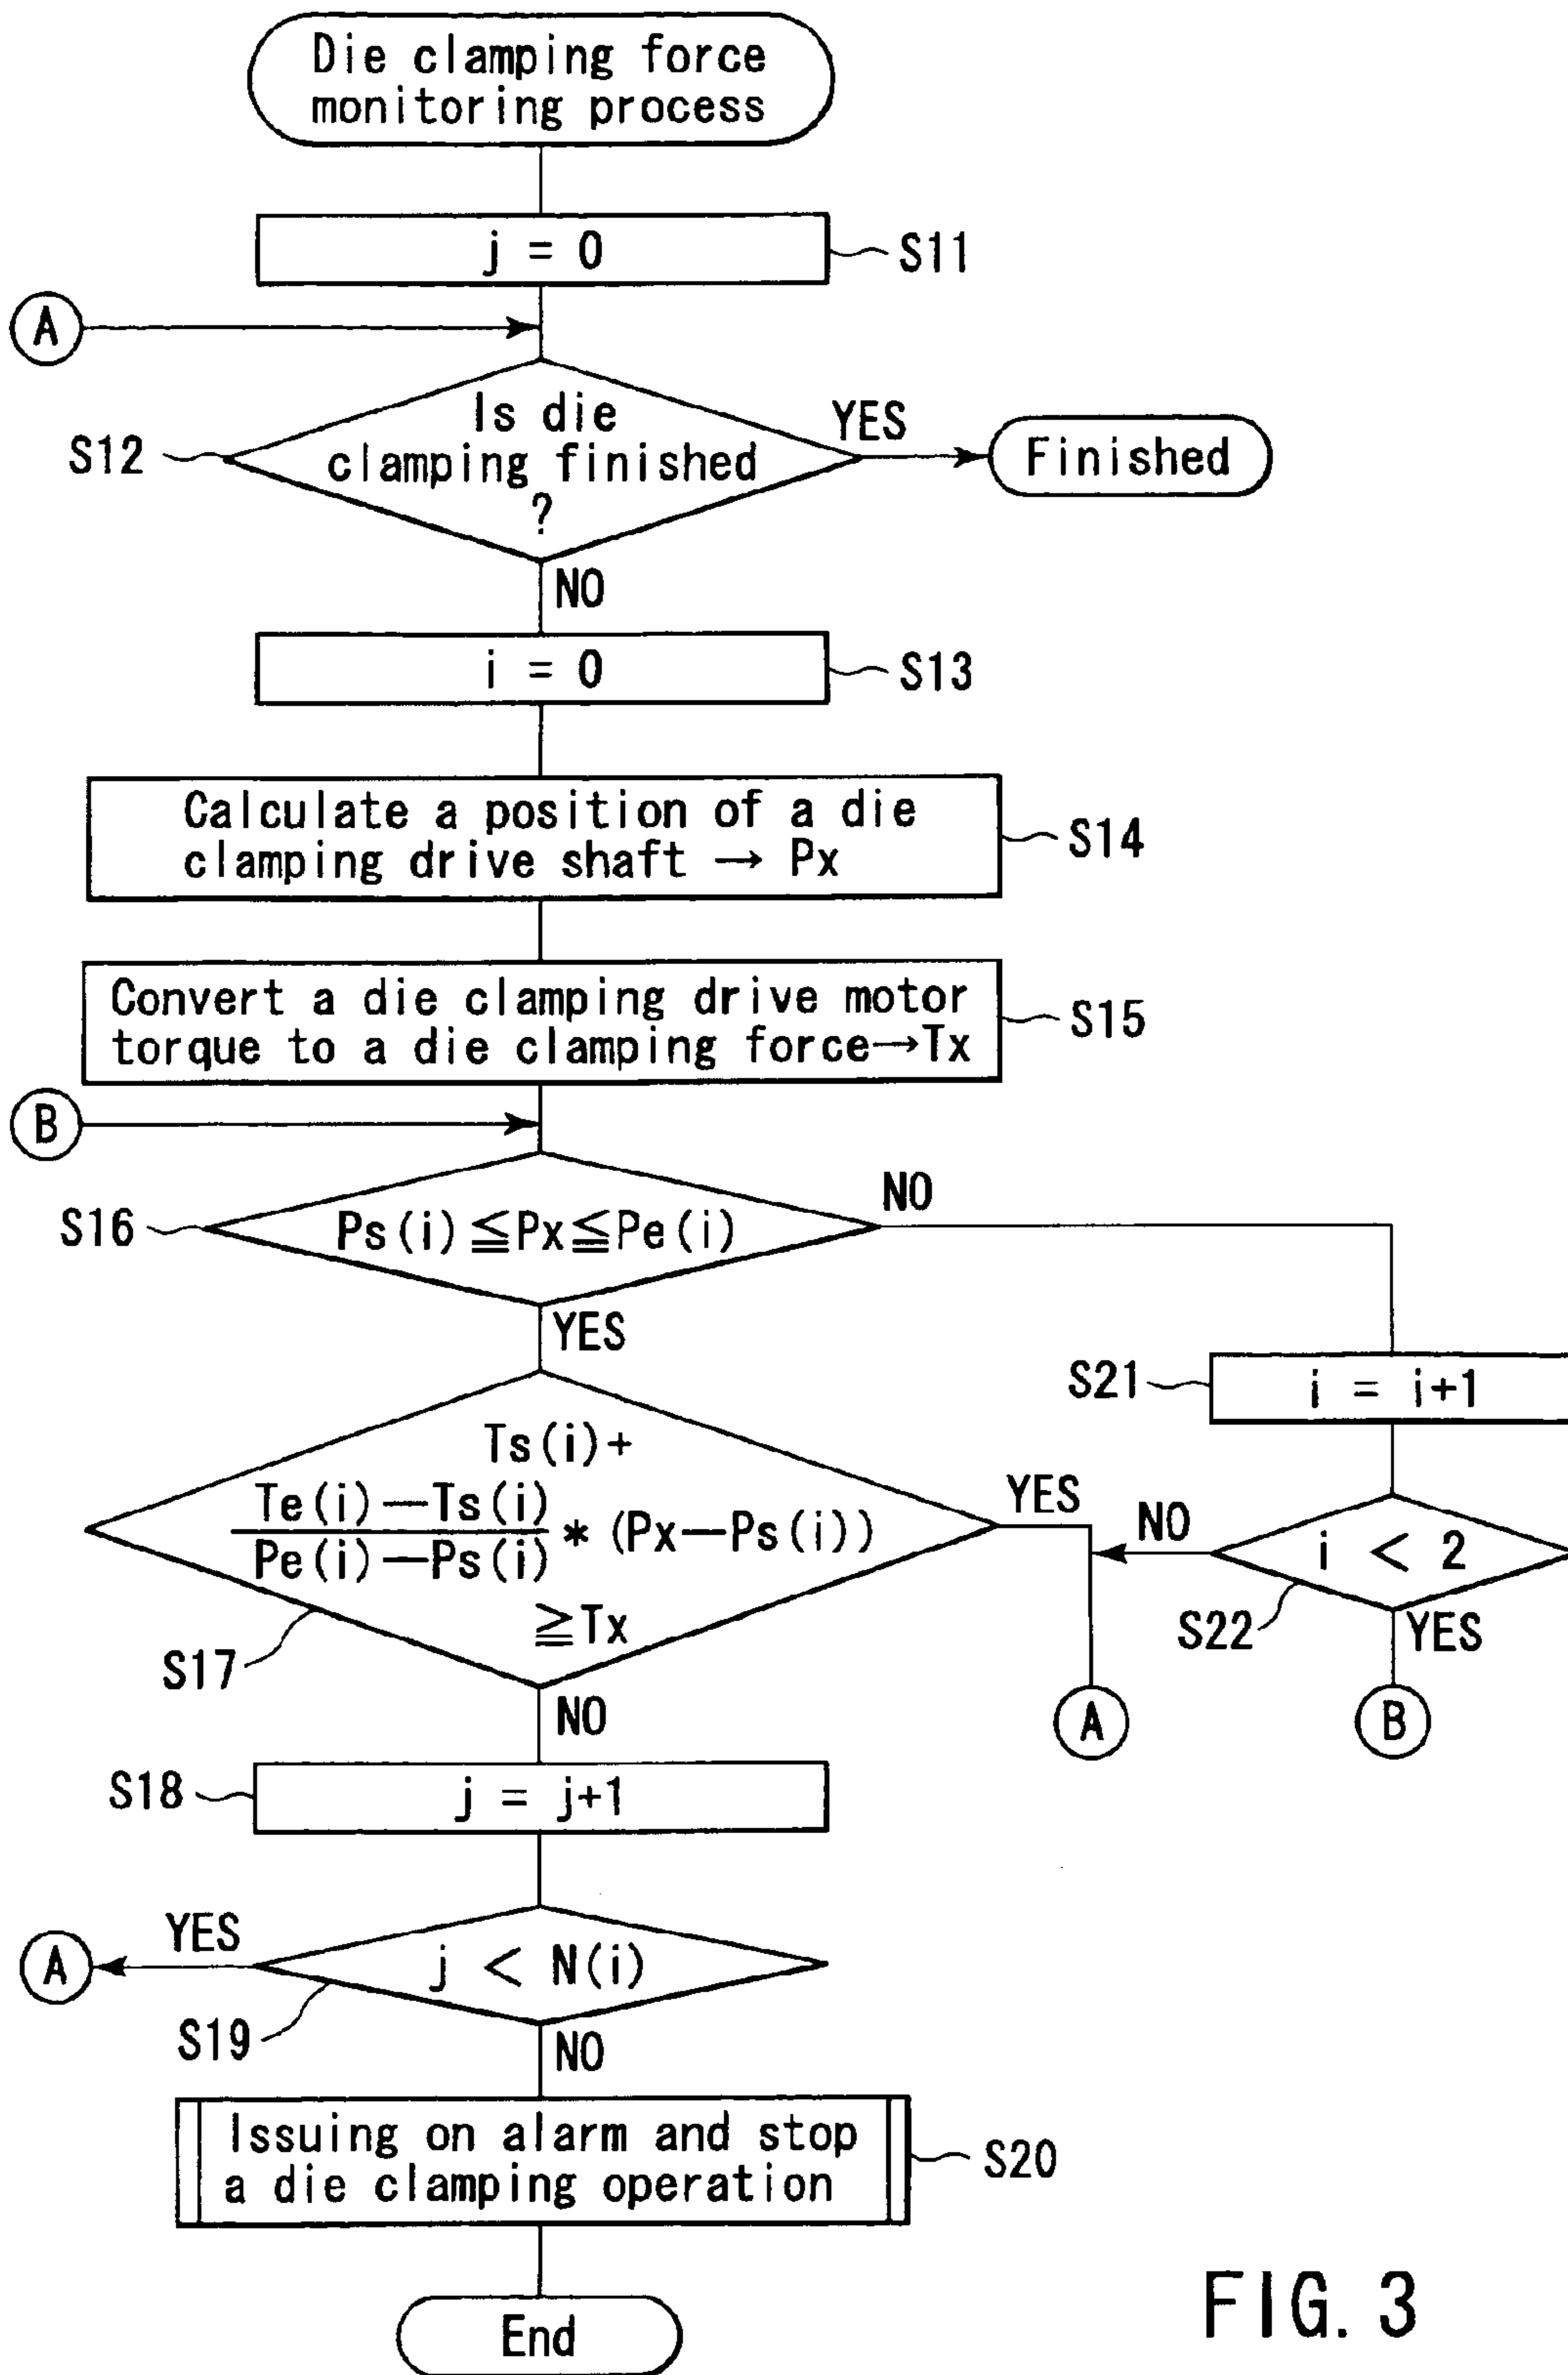 Die clamping force
monitoring process
j = 0
S11
A
Is die
clamping finished
?
S12
YES
Finished
NO
i = 0
S13
Calculate a position of a die
clamping drive shaft → Px
S14
Convert a die clamping drive motor
torque to a die clamping force→Tx
S15
B
S16
Ps(i)≦Px≦Pe(i)
NO
YES
S21
i = i+1
Ts(i)+
Te(i)—Ts(i)
Pe(i)—Ps(i)
* (Px—Ps(i))
≧Tx
S17
YES
NO
i < 2
S22
YES
A
B
NO
S18
j = j+1
A
YES
j < N(i)
S19
NO
Issuing on alarm and stop
a die clamping operation
S20
End
FIG. 3